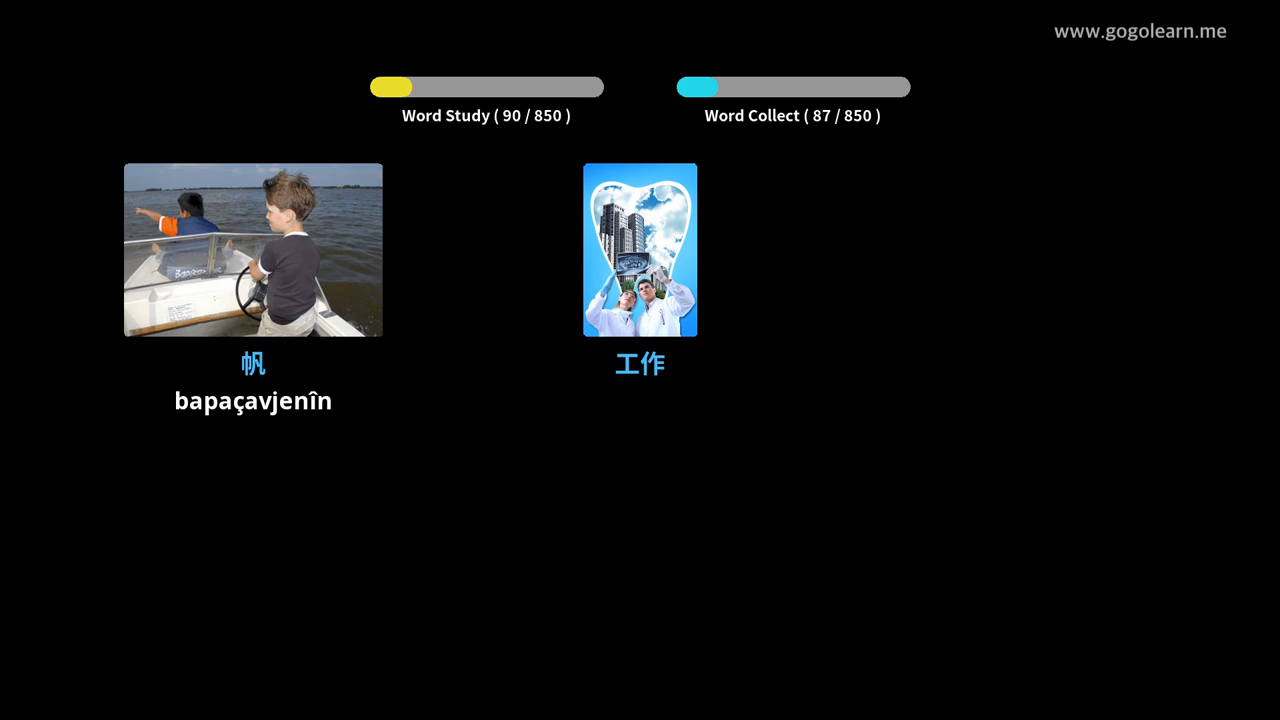 www.gogolearn.me
Word Study ( 90 / 850 )
Word Collect ( 87 / 850 )
帆
bapaçavjenîn
工作